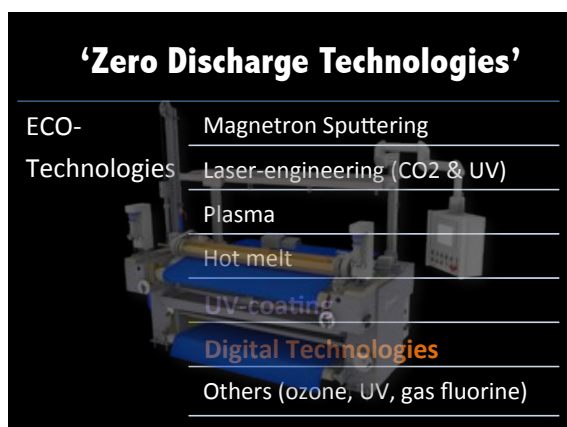 ‘Zero Discharge Technologies’
ECO-
Technologies
Magnetron Sputtering
Laser-engineering (CO2 & UV)
Plasma
Hot melt
UV-coating
Digital Technologies
Others (ozone, UV, gas fluorine)